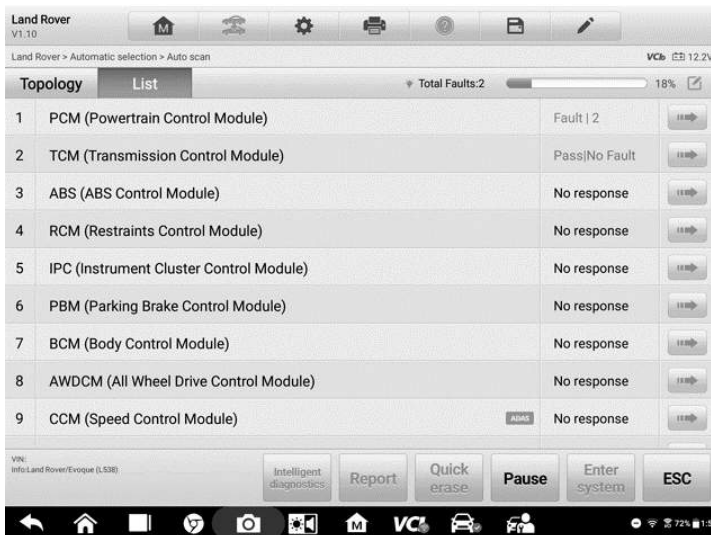 Land Rover
V1.10
Land Rover > Automatic selection > Auto scan
VCI 12.2V
Topology List Total Faults:2 18%
1 PCM (Powertrain Control Module) Fault | 2
2 TCM (Transmission Control Module) Pass|No Fault
3 ABS (ABS Control Module) No response
4 RCM (Restraints Control Module) No response
5 IPC (Instrument Cluster Control Module) No response
6 PBM (Parking Brake Control Module) No response
7 BCM (Body Control Module) No response
8 AWDCM (All Wheel Drive Control Module) No response
9 CCM (Speed Control Module) ADAS No response
VIN:
Info:Land Rover/Evoque (L538)
Intelligent diagnostics
Report
Quick erase
Pause
Enter system
ESC
M VCI 72%